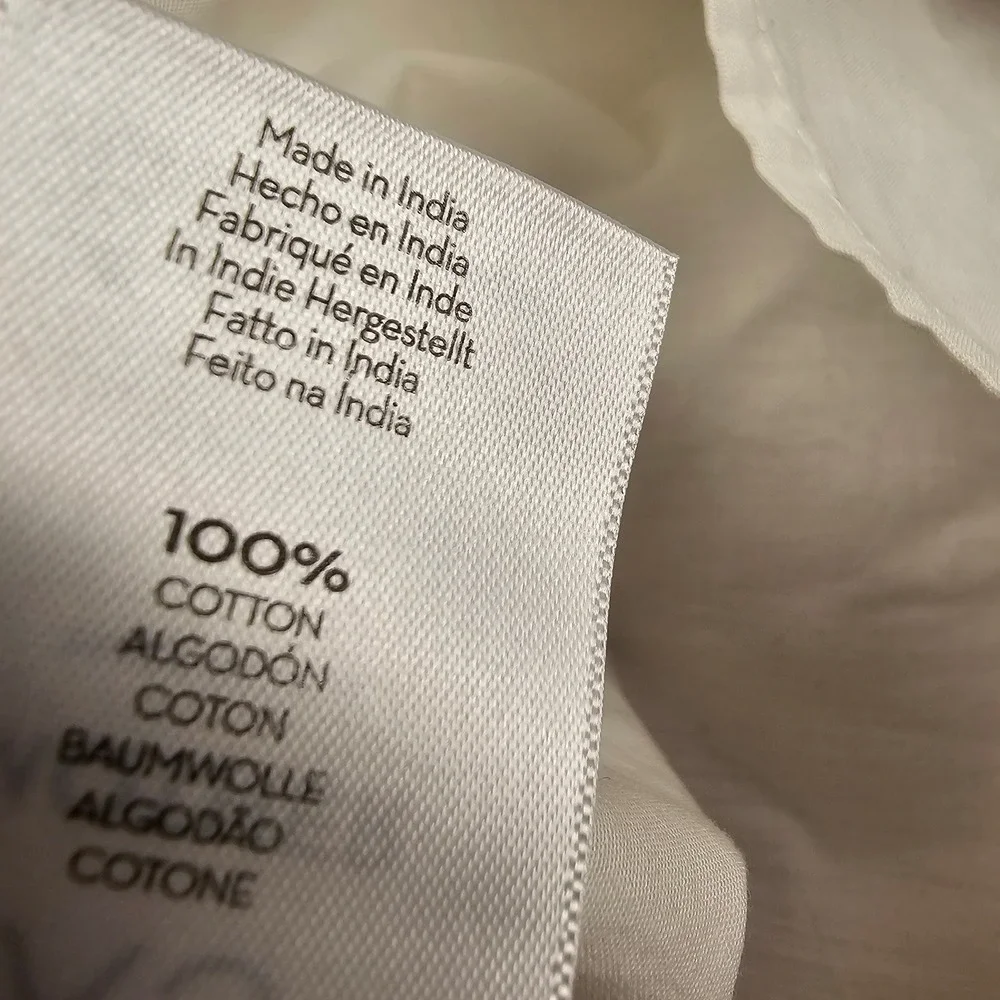 Made in India
Hecho en India
Fabriqué en Inde
In Indie Hergestellt
Fatto in India
Feito na Índia
100%
COTTON
ALGODÓN
COTON
BAUMWOLLE
ALGODÃO
COTONE